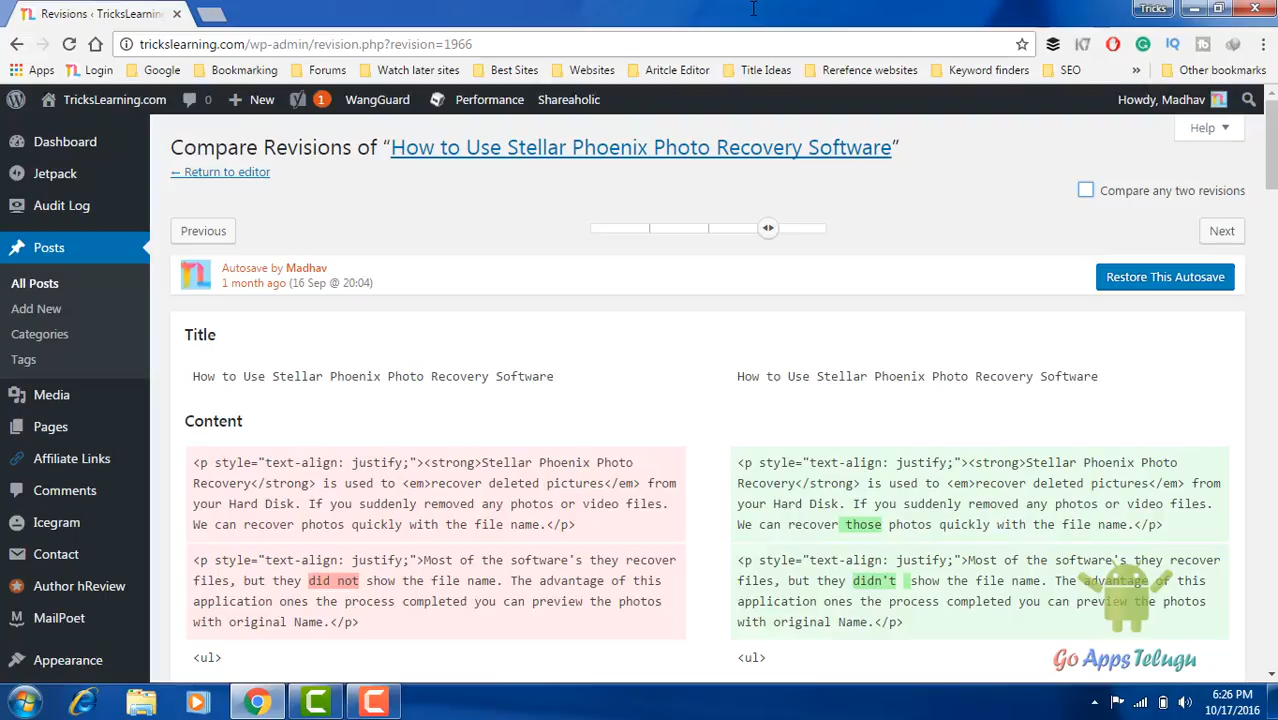 Revisions ‹ TricksLearning
Tricks
trickslearning.com/wp-admin/revision.php?revision=1966
Apps Login Google Bookmarking Forums Watch later sites Best Sites Websites Aritcle Editor Title Ideas Rerefence websites Keyword finders SEO » Other bookmarks
TricksLearning.com 0 + New 1 WangGuard Performance Shareaholic Howdy, Madhav
Help
Dashboard
Jetpack
Audit Log
Posts
All Posts
Add New
Categories
Tags
Media
Pages
Affiliate Links
Comments
Icegram
Contact
Author hReview
MailPoet
Appearance
Compare Revisions of “How to Use Stellar Phoenix Photo Recovery Software”
← Return to editor
Compare any two revisions
Previous
Next
Autosave by Madhav
1 month ago (16 Sep @ 20:04)
Restore This Autosave
Title
How to Use Stellar Phoenix Photo Recovery Software
How to Use Stellar Phoenix Photo Recovery Software
Content
<p style="text-align: justify;"><strong>Stellar Phoenix Photo
Recovery</strong> is used to <em>recover deleted pictures</em> from
your Hard Disk. If you suddenly removed any photos or video files.
We can recover photos quickly with the file name.</p>
<p style="text-align: justify;">Most of the software's they recover
files, but they did not show the file name. The advantage of this
application ones the process completed you can preview the photos
with original Name.</p>
<ul>
<p style="text-align: justify;"><strong>Stellar Phoenix Photo
Recovery</strong> is used to <em>recover deleted pictures</em> from
your Hard Disk. If you suddenly removed any photos or video files.
We can recover those photos quickly with the file name.</p>
<p style="text-align: justify;">Most of the software's they recover
files, but they didn't show the file name. The advantage of this
application ones the process completed you can preview the photos
with original Name.</p>
<ul>
Go AppsTelugu
6:26 PM
10/17/2016